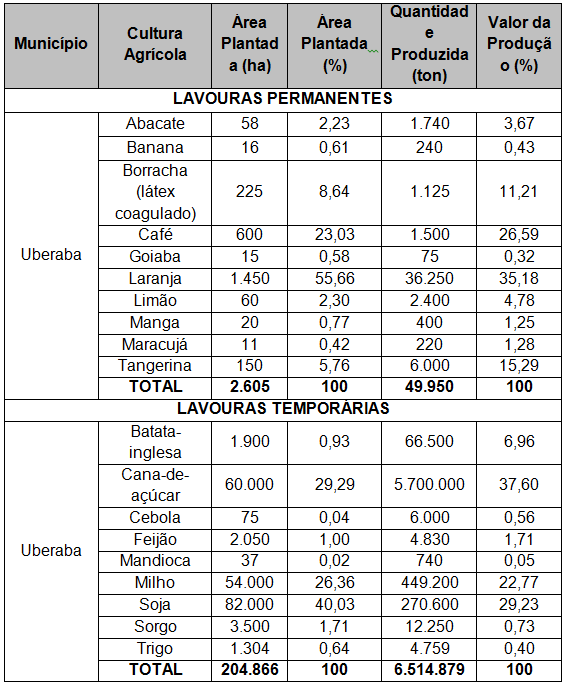 Município Cultura Agrícola Área Plantad a (ha) Área Plantada (%) Quantidad e Produzida (ton) Valor da Produçã o (%)
LAVOURAS PERMANENTES
Uberaba
Abacate 58 2,23 1.740 3,67
Banana 16 0,61 240 0,43
Borracha (látex coagulado) 225 8,64 1.125 11,21
Café 600 23,03 1.500 26,59
Goiaba 15 0,58 75 0,32
Laranja 1.450 55,66 36.250 35,18
Limão 60 2,30 2.400 4,78
Manga 20 0,77 400 1,25
Maracujá 11 0,42 220 1,28
Tangerina 150 5,76 6.000 15,29
TOTAL 2.605 100 49.950 100
LAVOURAS TEMPORÁRIAS
Uberaba
Batata-inglesa 1.900 0,93 66.500 6,96
Cana-de-açúcar 60.000 29,29 5.700.000 37,60
Cebola 75 0,04 6.000 0,56
Feijão 2.050 1,00 4.830 1,71
Mandioca 37 0,02 740 0,05
Milho 54.000 26,36 449.200 22,77
Soja 82.000 40,03 270.600 29,23
Sorgo 3.500 1,71 12.250 0,73
Trigo 1.304 0,64 4.759 0,40
TOTAL 204.866 100 6.514.879 100